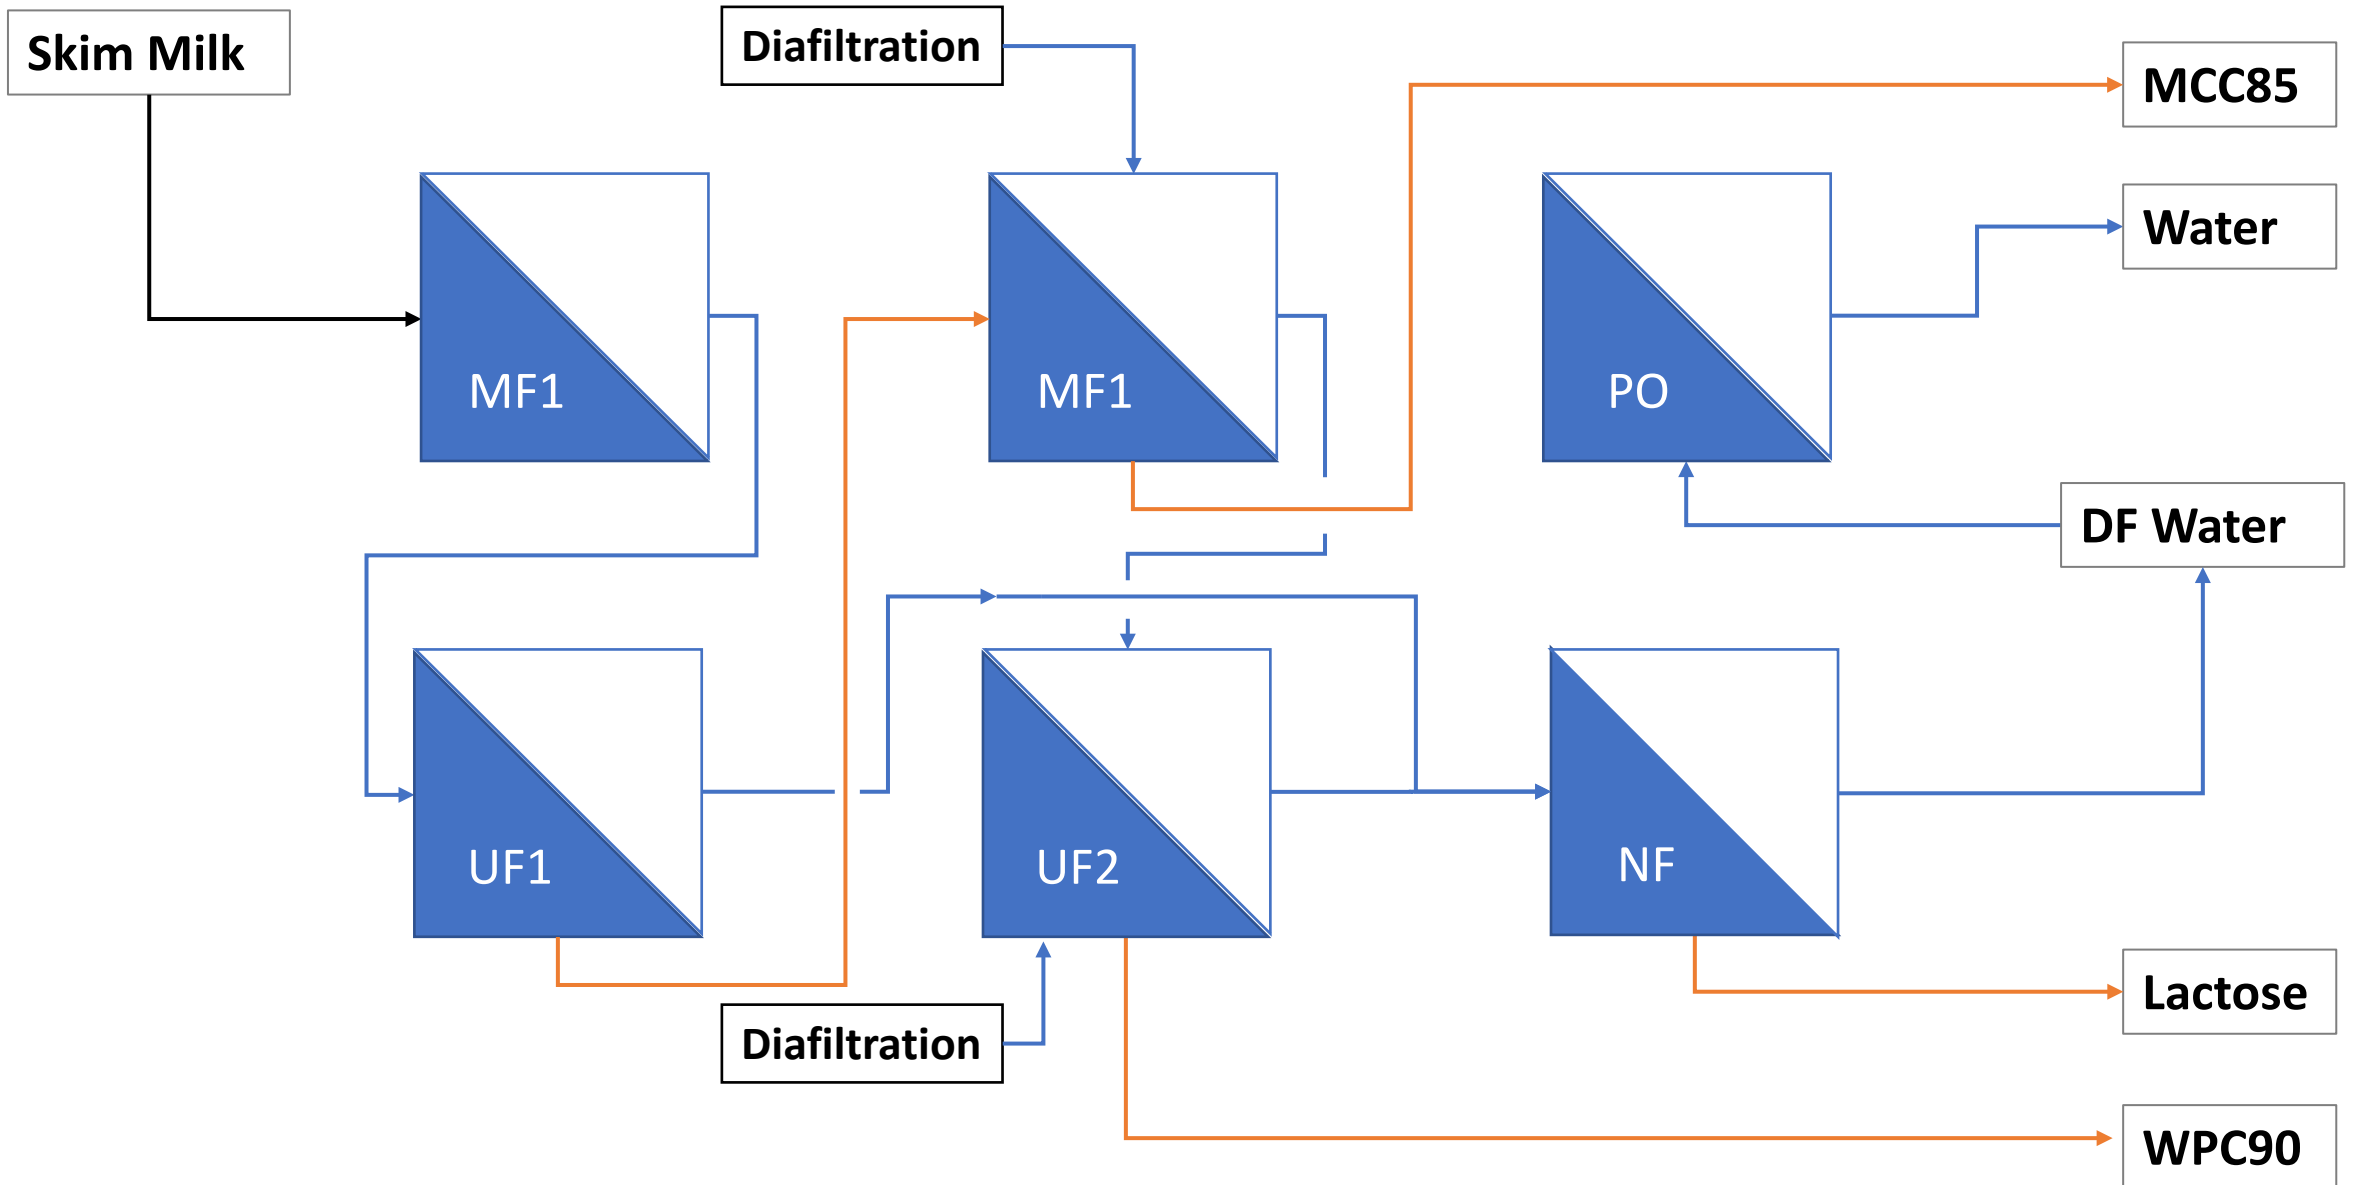 Skim Milk
Diafiltration
MCC85
Water
MF1
MF1
PO
DF Water
UF1
UF2
NF
Lactose
Diafiltration
WPC90